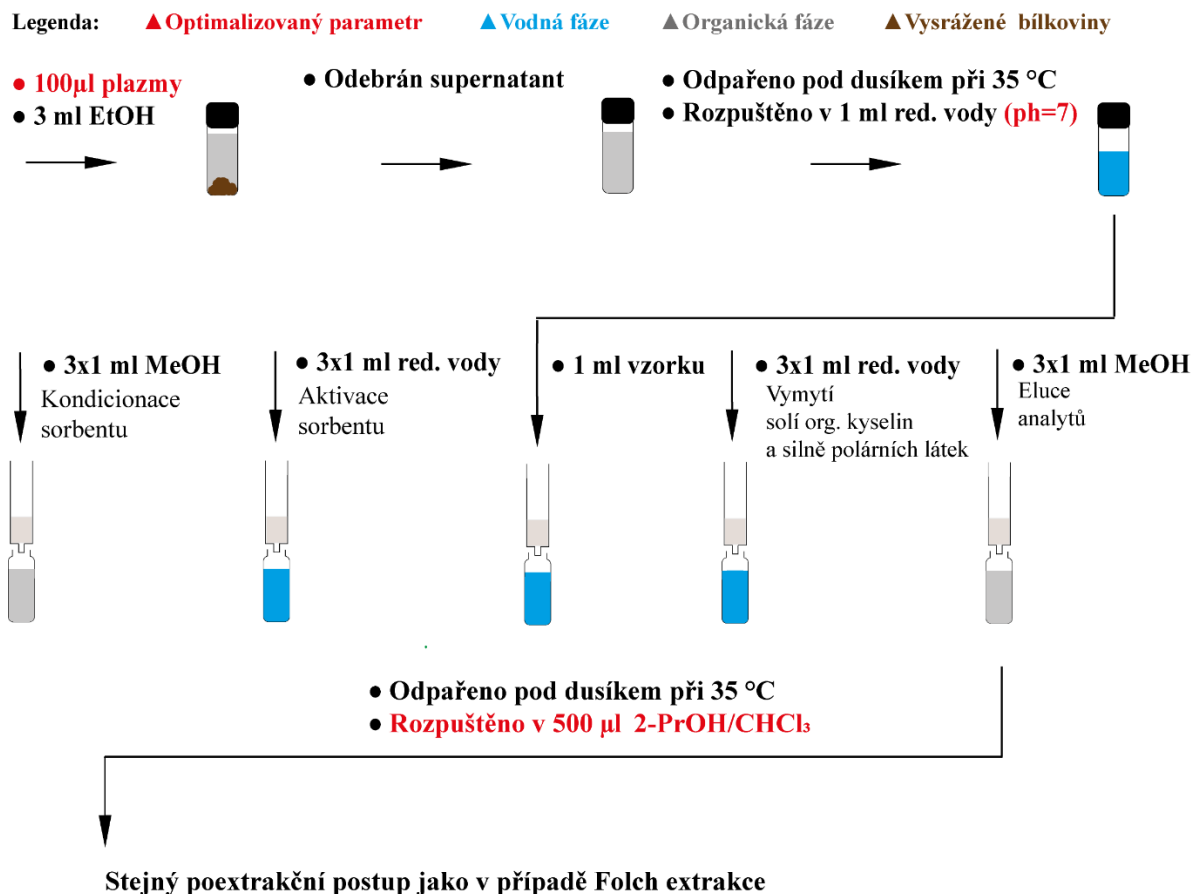 Legenda: ▲Optimalizovaný parametr ▲Vodná fáze ▲Organická fáze ▲Vysrážené bílkoviny
● 100µl plazmy
● 3 ml EtOH
● Odebrán supernatant
● Odpařeno pod dusíkem při 35 °C
● Rozpuštěno v 1 ml red. vody (ph=7)
● 3x1 ml MeOH
Kondicionace
sorbentu
● 3x1 ml red. vody
Aktivace
sorbentu
● 1 ml vzorku
● 3x1 ml red. vody
Vymytí
solí org. kyselin
a silně polárních látek
● 3x1 ml MeOH
Eluce
analytů
● Odpařeno pod dusíkem při 35 °C
● Rozpuštěno v 500 µl 2-PrOH/CHCl₃
Stejný poextrakční postup jako v případě Folch extrakce